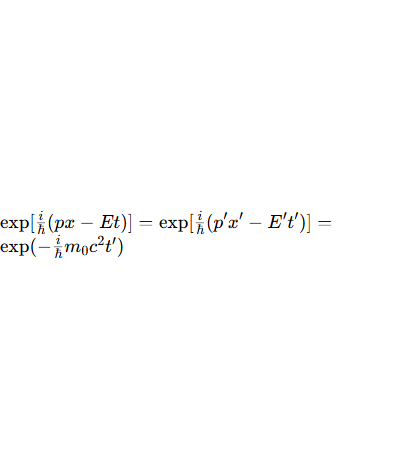 exp[\frac{i}{\hbar}(px − Et)] = exp[\frac{i}{\hbar}(p′x′ − E′t′)] =
exp(−\frac{i}{\hbar}m_0c^2t′)